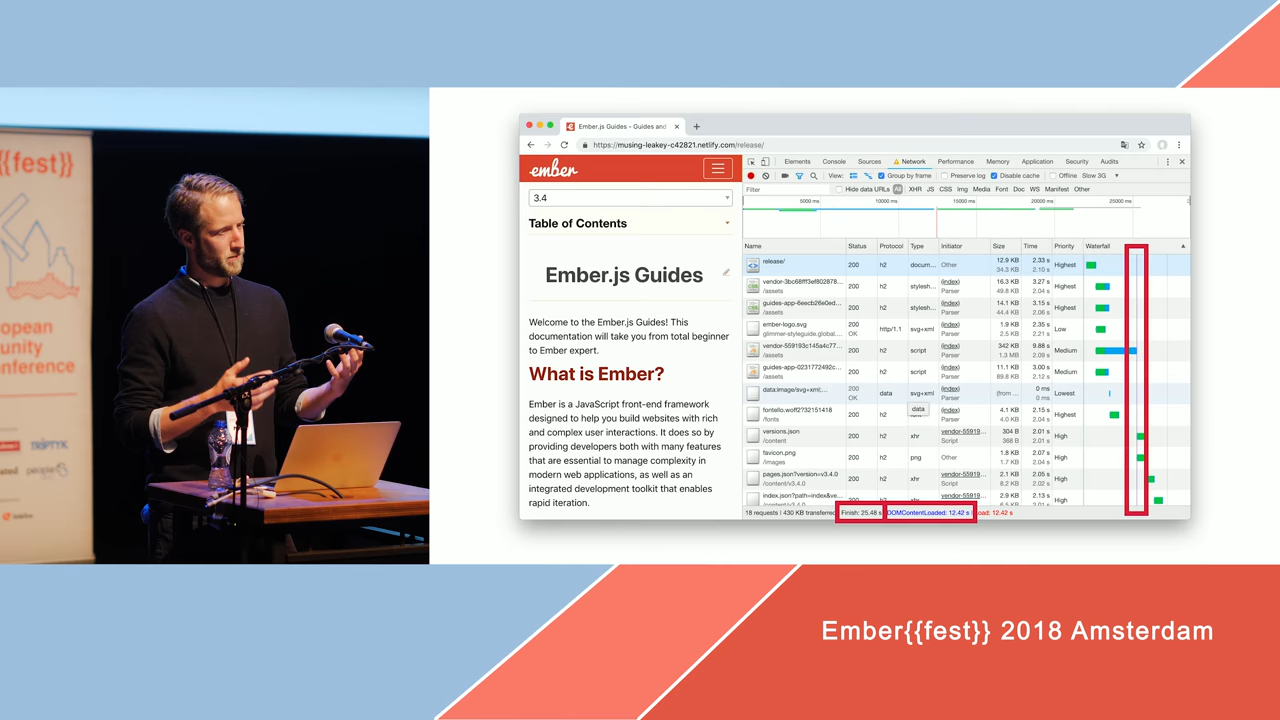 {{fest}}
ropean
unity
nference
TRIPTYK
people
Ember.js Guides - Guides and
https://musing-leakey-c42821.netlify.com/release/
ember
3.4
Table of Contents
Ember.js Guides
Welcome to the Ember.js Guides! This
documentation will take you from total beginner
to Ember expert.
What is Ember?
Ember is a JavaScript front-end framework
designed to help you build websites with rich
and complex user interactions. It does so by
providing developers both with many features
that are essential to manage complexity in
modern web applications, as well as an
integrated development toolkit that enables
rapid iteration.
Elements Console Sources Network Performance Memory Application Security Audits
View: Group by frame Preserve log Disable cache Offline Slow 3G
Filter Hide data URLs All XHR JS CSS Img Media Font Doc WS Manifest Other
5000 ms 10000 ms 15000 ms 20000 ms 25000 ms
Name Status Protocol Type Initiator Size Time Priority Waterfall
release/ 200 h2 docum... Other 12.9 KB 2.33 s Highest
34.3 KB 2.10 s
vendor-3bc68fff3ef802878... 200 h2 stylesh... (index) 16.3 KB 3.27 s Highest
/assets Parser 49.8 KB 2.04 s
guides-app-6eecb26e0ed... 200 h2 stylesh... (index) 14.1 KB 3.15 s Highest
/assets Parser 44.4 KB 2.06 s
ember-logo.svg 200 http/1.1 svg+xml (index) 1.9 KB 2.35 s Low
glimmer-styleguide.global.... OK Parser 2.5 KB 2.21 s
vendor-559193c145a4c77... 200 h2 script (index) 342 KB 9.88 s Medium
/assets Parser 1.3 MB 2.09 s
guides-app-0231772492c... 200 h2 script (index) 11.1 KB 3.00 s Medium
/assets Parser 89.8 KB 2.12 s
data:image/svg+xml;... 200 data svg+xml (index) (from ... 0 ms Lowest
OK Parser 0 ms
data
fontello.woff2?32151418 200 h2 (index) 4.1 KB 2.15 s Highest
/fonts Parser 4.0 KB 2.04 s
versions.json 200 h2 xhr vendor-55919... 304 B 2.01 s High
/content Script 368 B 2.01 s
favicon.png 200 h2 png Other 1.8 KB 2.07 s High
/images 1.7 KB 2.04 s
pages.json?version=v3.4.0 200 h2 xhr vendor-55919... 2.1 KB 2.05 s High
/content/v3.4.0 Script 8.2 KB 2.02 s
index.json?path=index&ve... 200 h2 xhr vendor-55919... 2.9 KB 2.13 s High
/content/v3.4.0
18 requests | 430 KB transferred Finish: 25.48 s DOMContentLoaded: 12.42 s Load: 12.42 s
Ember{{fest}} 2018 Amsterdam